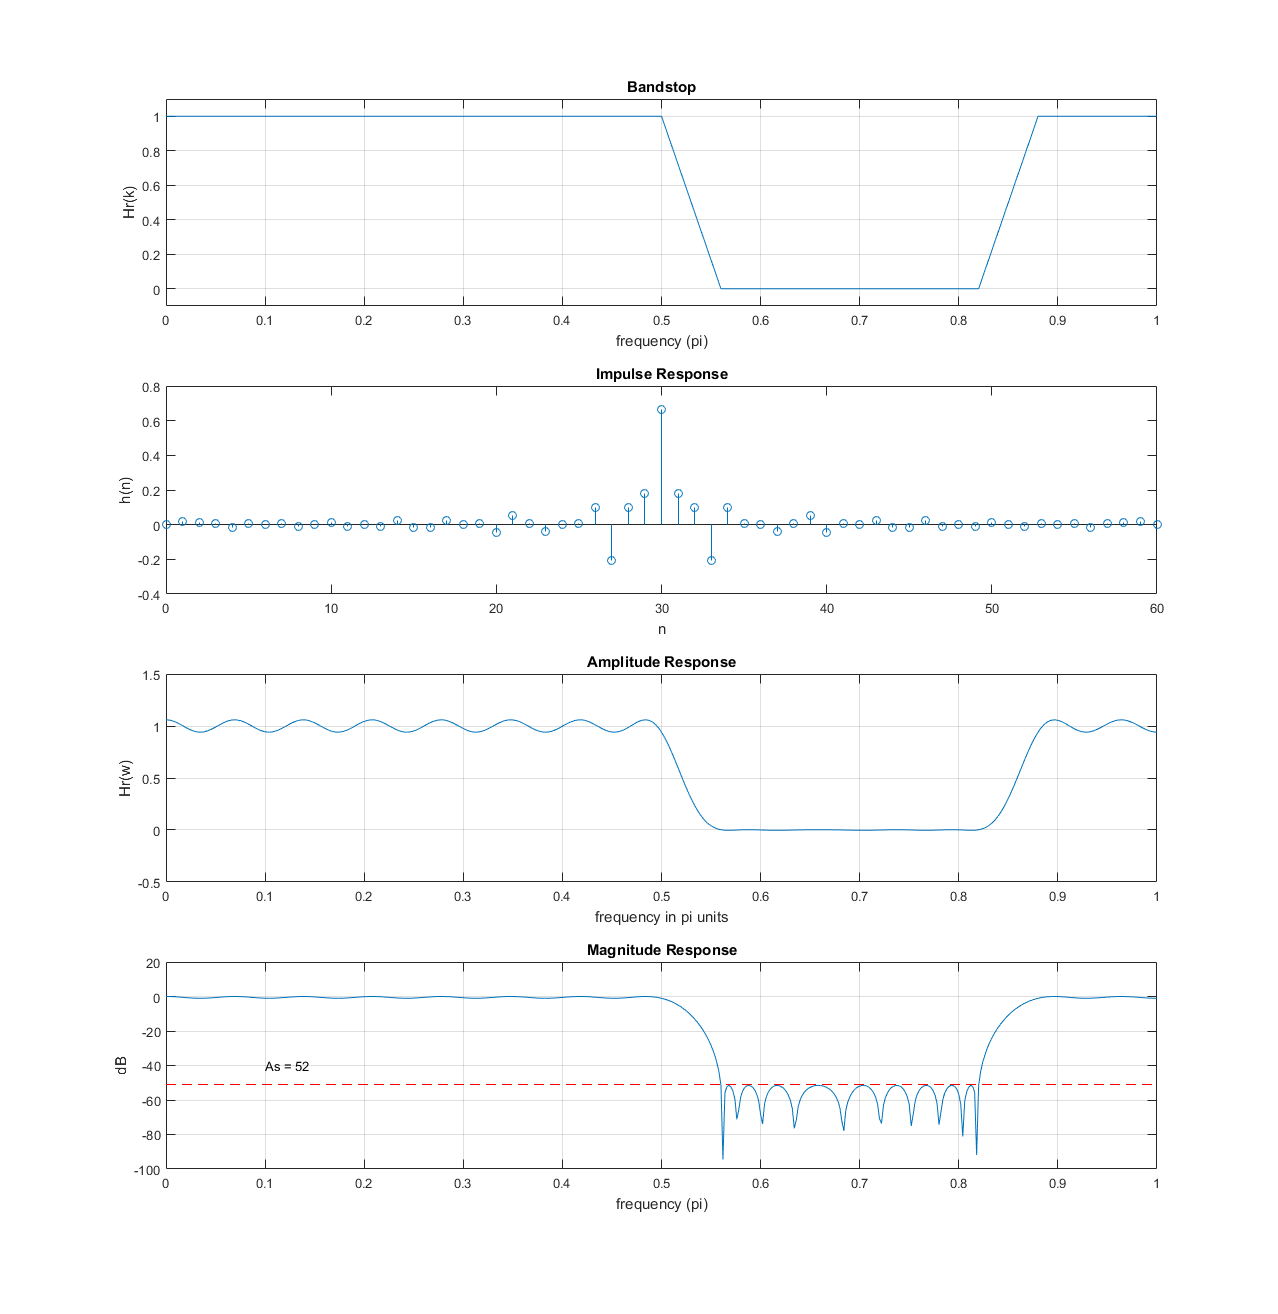 Bandstop
1
0.8
0.6
0.4
0.2
0
Hr(k)
0 0.1 0.2 0.3 0.4 0.5 0.6 0.7 0.8 0.9 1
frequency (pi)
Impulse Response
0.8
0.6
0.4
0.2
0
-0.2
-0.4
h(n)
0 10 20 30 40 50 60
n
Amplitude Response
1.5
1
0.5
0
-0.5
Hr(w)
0 0.1 0.2 0.3 0.4 0.5 0.6 0.7 0.8 0.9 1
frequency in pi units
Magnitude Response
20
0
-20
-40
-60
-80
-100
dB
As = 52
0 0.1 0.2 0.3 0.4 0.5 0.6 0.7 0.8 0.9 1
frequency (pi)